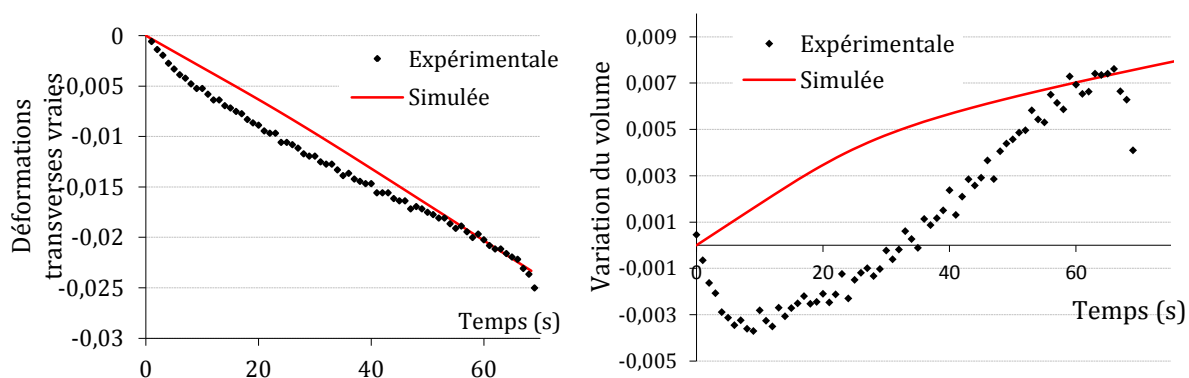 Déformations
transverses vraies
0
-0,005
-0,01
-0,015
-0,02
-0,025
-0,03
0
20
40
60
Expérimentale
Simulée
Temps (s)
Variation du volume
0,009
0,007
0,005
0,003
0,001
-0,001
-0,003
-0,005
0
20
40
60
Expérimentale
Simulée
Temps (s)